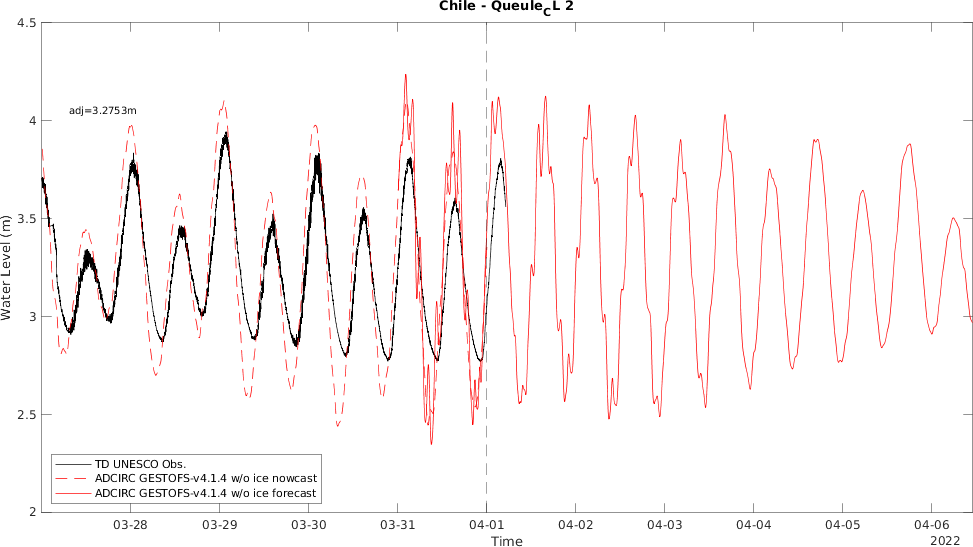 Chile - Queule_C L 2
4.5
4
3.5
3
2.5
2
Water Level (m)
adj=3.2753m
TD UNESCO Obs.
ADCIRC GESTOFS-v4.1.4 w/o ice nowcast
ADCIRC GESTOFS-v4.1.4 w/o ice forecast
03-28
03-29
03-30
03-31
04-01
04-02
04-03
04-04
04-05
04-06
Time
2022